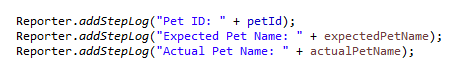 Reporter.addStepLog("Pet ID: " + petId);
Reporter.addStepLog("Expected Pet Name: " + expectedPetName);
Reporter.addStepLog("Actual Pet Name: " + actualPetName);